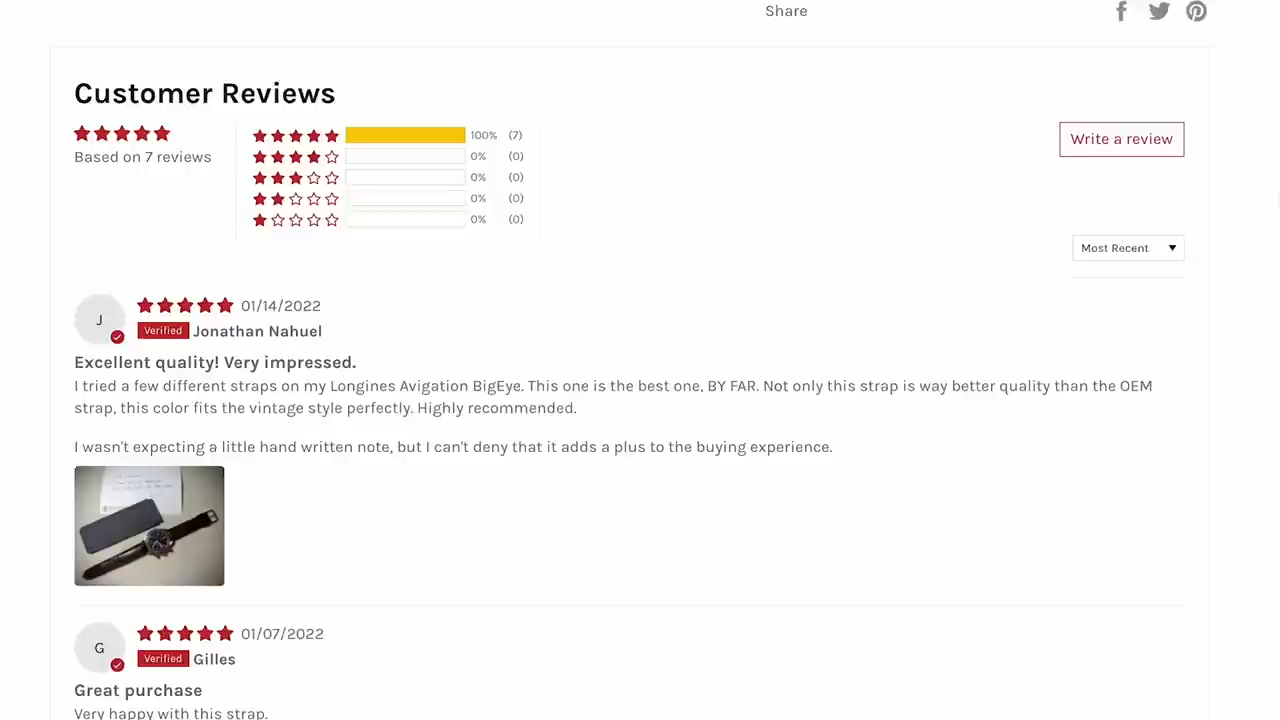 Share
Customer Reviews
Based on 7 reviews
100% (7)
0% (0)
0% (0)
0% (0)
0% (0)
Write a review
Most Recent
J
01/14/2022
Verified Jonathan Nahuel
Excellent quality! Very impressed.
I tried a few different straps on my Longines Avigation BigEye. This one is the best one, BY FAR. Not only this strap is way better quality than the OEM
strap, this color fits the vintage style perfectly. Highly recommended.
I wasn't expecting a little hand written note, but I can't deny that it adds a plus to the buying experience.
G
01/07/2022
Verified Gilles
Great purchase
Very happy with this strap.